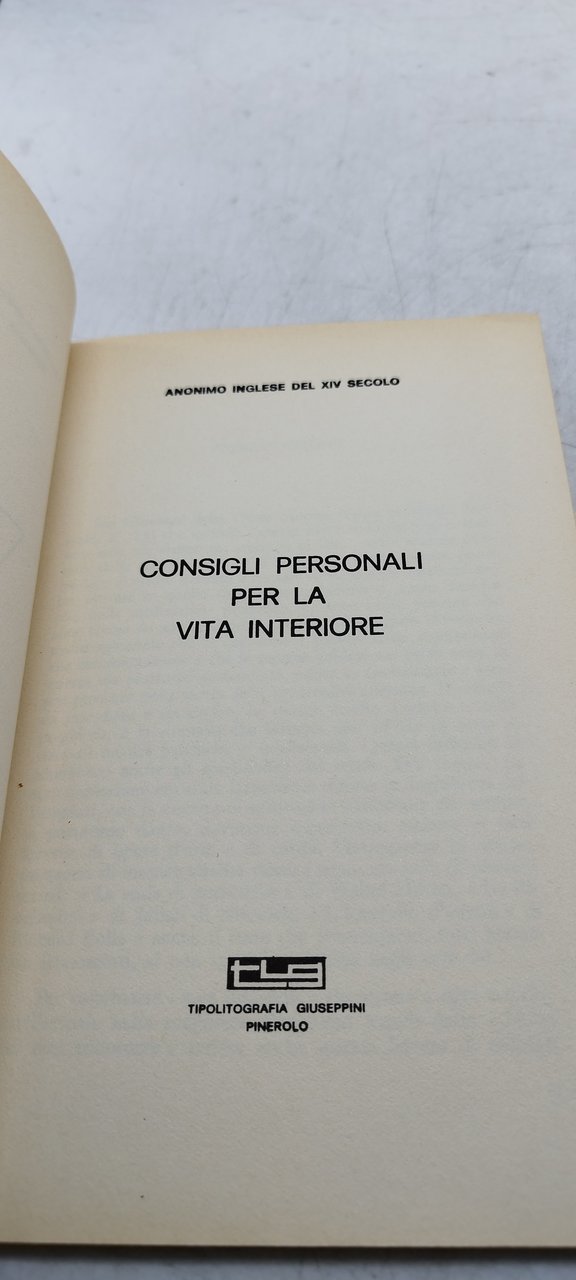 ANONIMO INGLESE DEL XIV SECOLO
CONSIGLI PERSONALI
PER LA
VITA INTERIORE
tlg
TIPOLITOGRAFIA GIUSEPPINI
PINEROLO